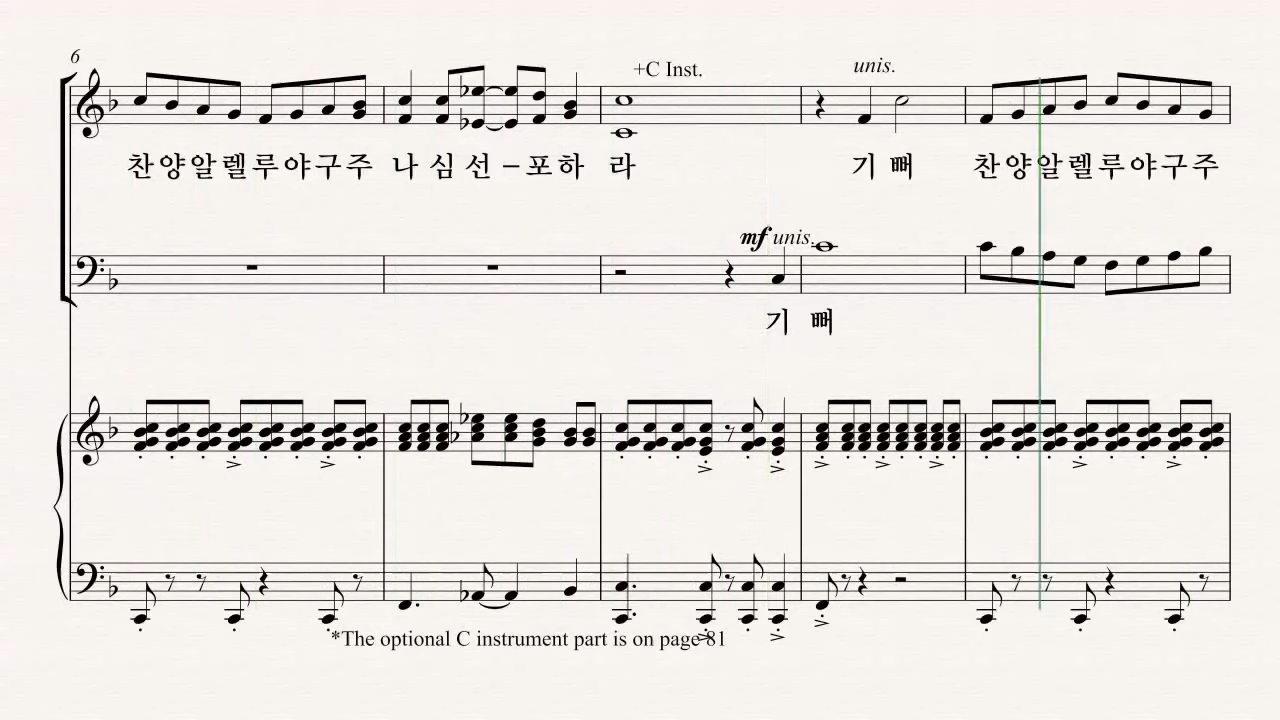 6
+C Inst.
unis.
찬양알렐루야구주 나 심 선 – 포하 라 기 뻐 찬양알렐루야구주
mf unis.
기 뻐
*The optional C instrument part is on page 81